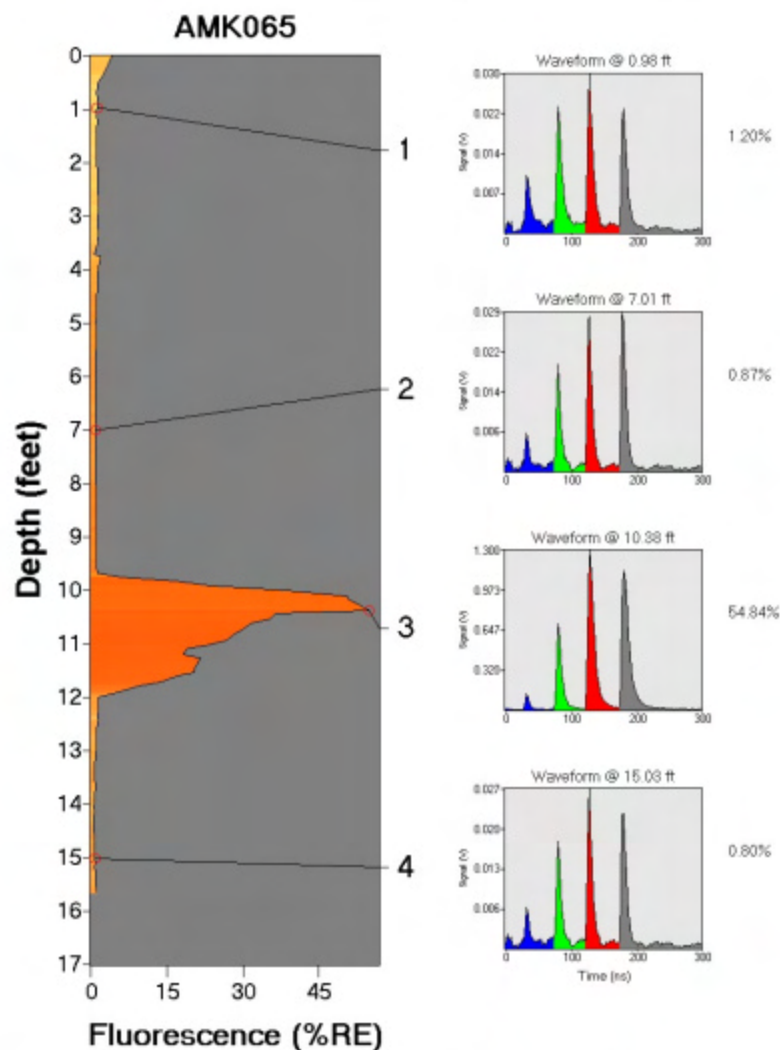 AMK065
0
1
2
3
4
5
6
7
8
9
10
11
12
13
14
15
16
17
Depth (feet)
0 15 30 45
Fluorescence (%RE)
1
2
3
4
Waveform @ 0.98 ft
0.030
0.022
0.014
0.007
Signal (V)
0 100 200 300
1.20%
Waveform @ 7.01 ft
0.029
0.022
0.014
0.006
Signal (V)
0 100 200 300
0.87%
Waveform @ 10.38 ft
1.300
0.973
0.647
0.320
Signal (V)
0 100 200 300
54.84%
Waveform @ 15.03 ft
0.027
0.020
0.013
0.006
Signal (V)
0 100 200 300
Time (ns)
0.80%